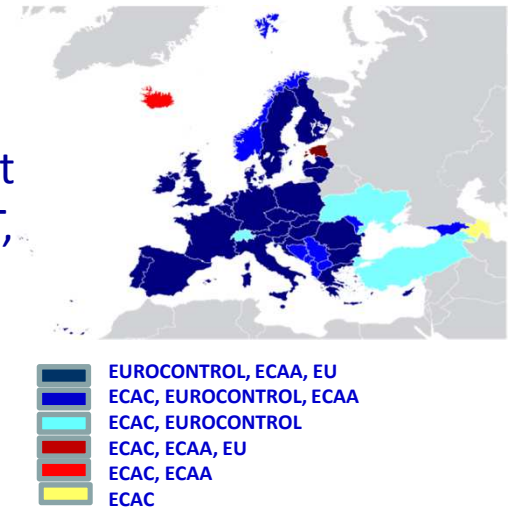 t
-
,
EUROCONTROL, ECAA, EU
ECAC, EUROCONTROL, ECAA
ECAC, EUROCONTROL
ECAC, ECAA, EU
ECAC, ECAA
ECAC